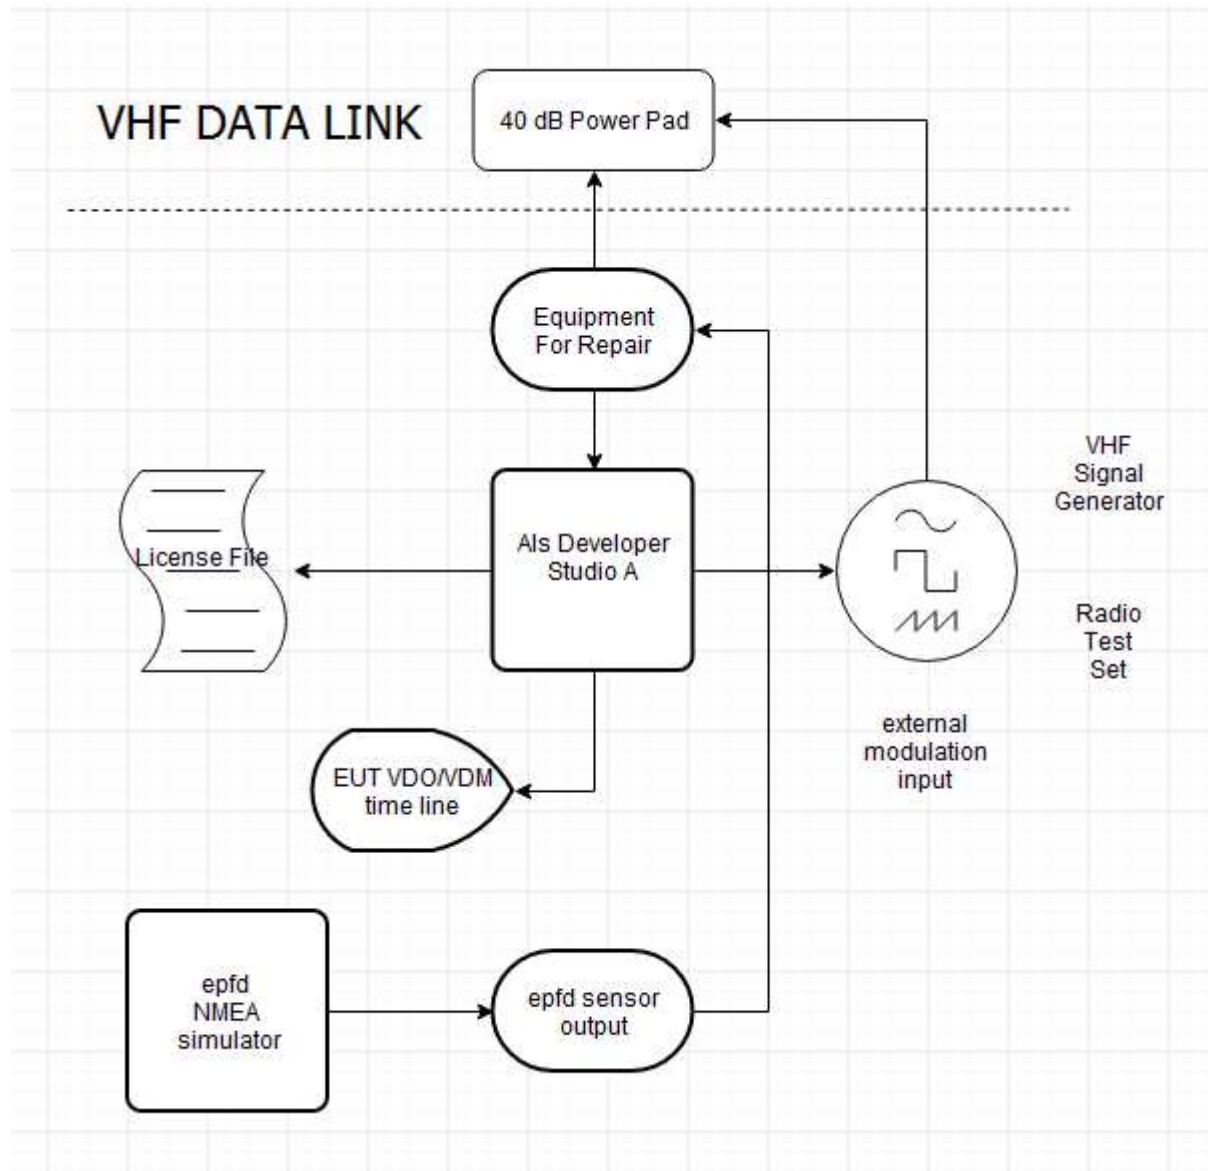 VHF DATA LINK
40 dB Power Pad
Equipment
For Repair
VHF
Signal
Generator
License File
AIs Developer
Studio A
Radio
Test
Set
external
modulation
input
EUT VDO/VDM
time line
epfd
NMEA
simulator
epfd sensor
output